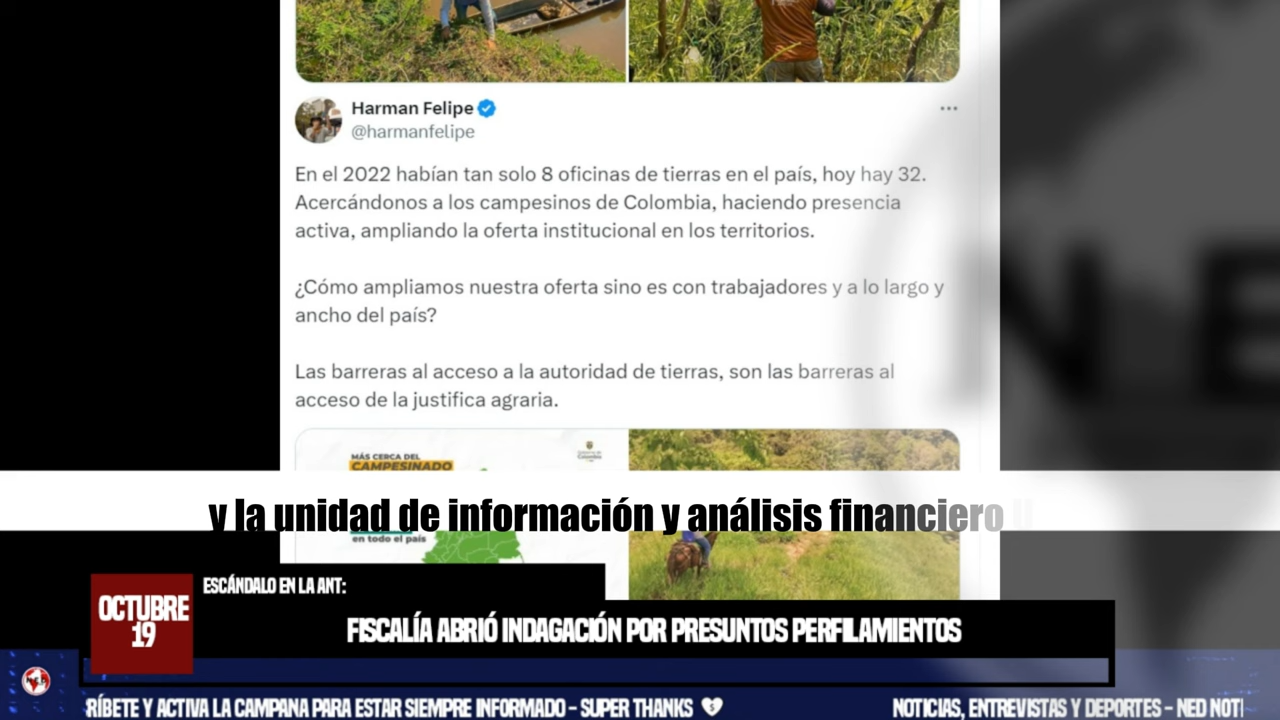 Harman Felipe
@harmanfelipe
En el 2022 habían tan solo 8 oficinas de tierras en el país, hoy hay 32.
Acercándonos a los campesinos de Colombia, haciendo presencia
activa, ampliando la oferta institucional en los territorios.
¿Cómo ampliamos nuestra oferta sino es con trabajadores y a lo largo y
ancho del país?
Las barreras al acceso a la autoridad de tierras, son las barreras al
acceso de la justifica agraria.
MÁS CERCA DEL
CAMPESINADO
y la unidad de información y análisis financiero
en todo el país
ESCÁNDALO EN LA ANT:
OCTUBRE
19
FISCALÍA ABRIÓ INDAGACIÓN POR PRESUNTOS PERFILAMIENTOS
RÍBETE Y ACTIVA LA CAMPANA PARA ESTAR SIEMPRE INFORMADO - SUPER THANKS
NOTICIAS, ENTREVISTAS Y DEPORTES - NED NOTI